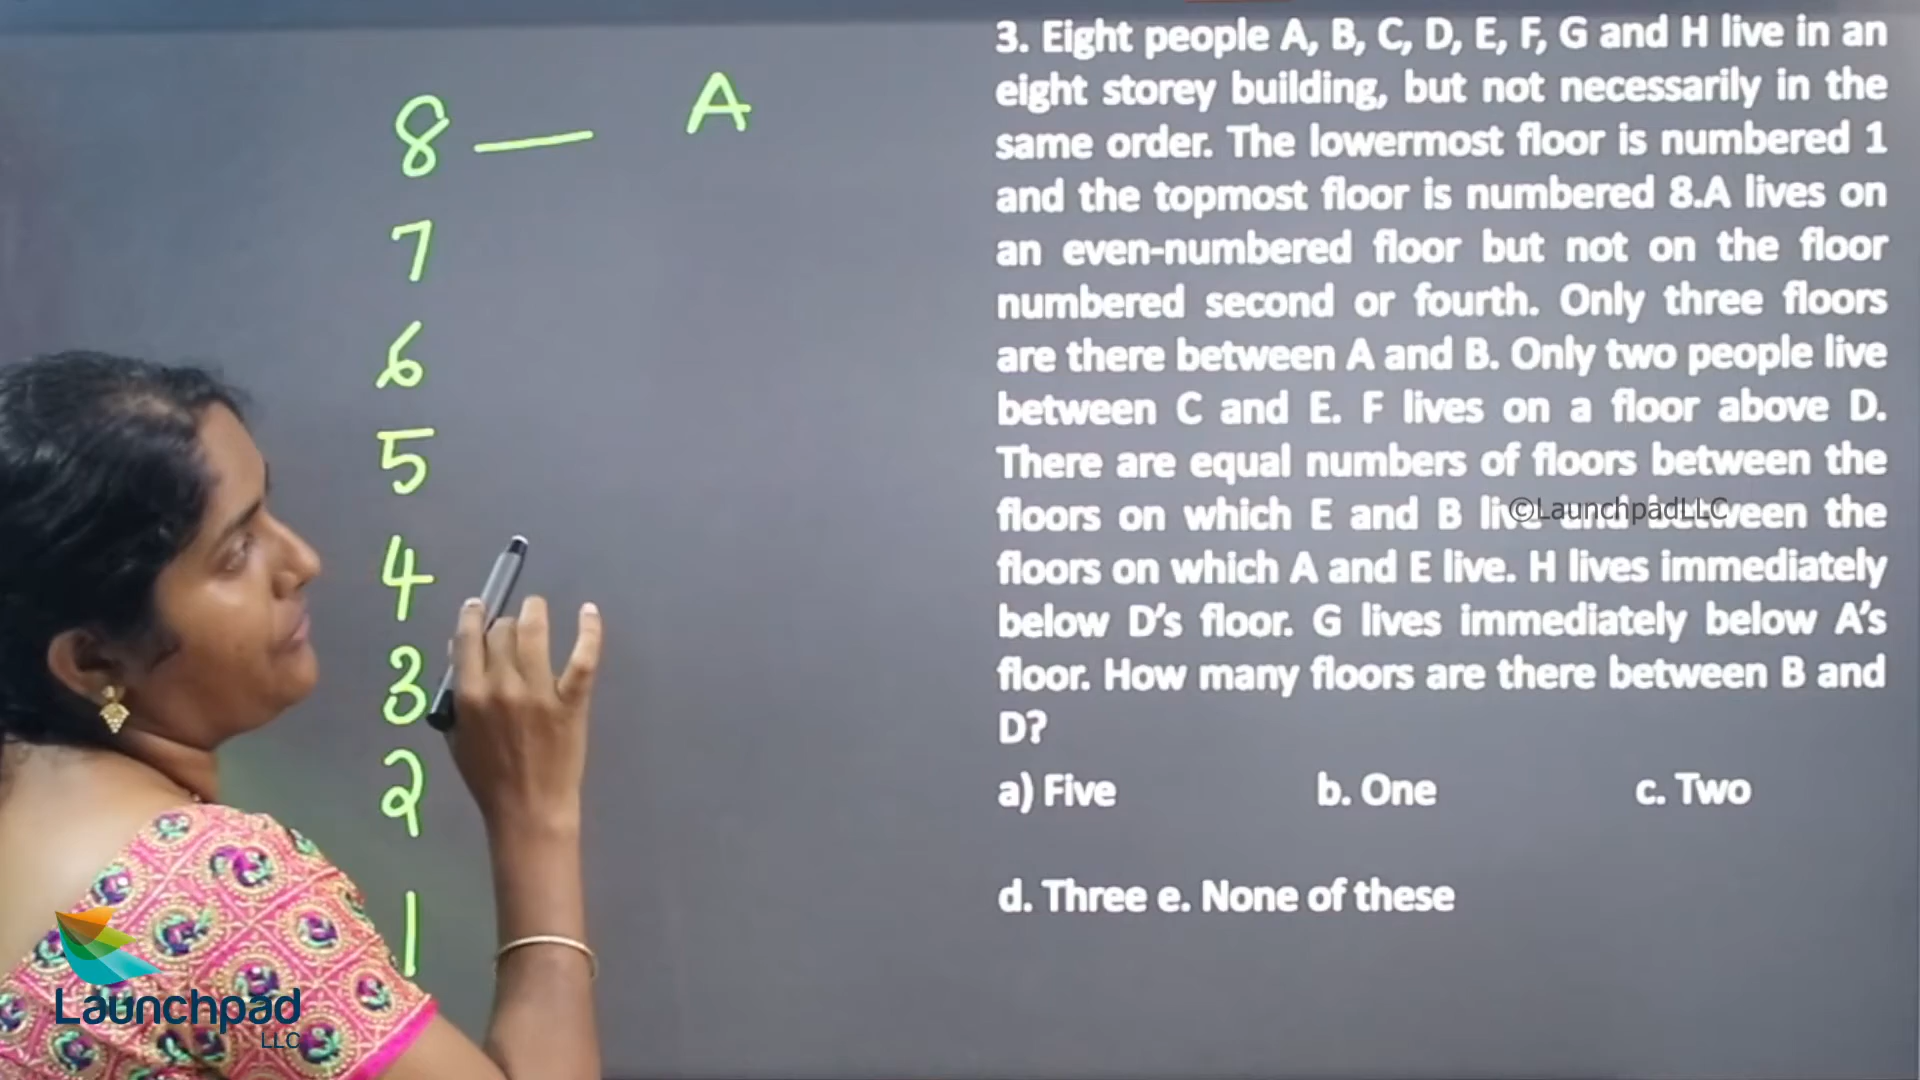 3. Eight people A, B, C, D, E, F, G and H live in an
eight storey building, but not necessarily in the
same order. The lowermost floor is numbered 1
and the topmost floor is numbered 8.A lives on
an even-numbered floor but not on the floor
numbered second or fourth. Only three floors
are there between A and B. Only two people live
between C and E. F lives on a floor above D.
There are equal numbers of floors between the
floors on which E and B live and between the
floors on which A and E live. H lives immediately
below D's floor. G lives immediately below A's
floor. How many floors are there between B and
D?
a) Five b. One c. Two
d. Three e. None of these
8 — A
7
6
5
4
3
2
1
©LaunchpadLLC
Launchpad
LLC